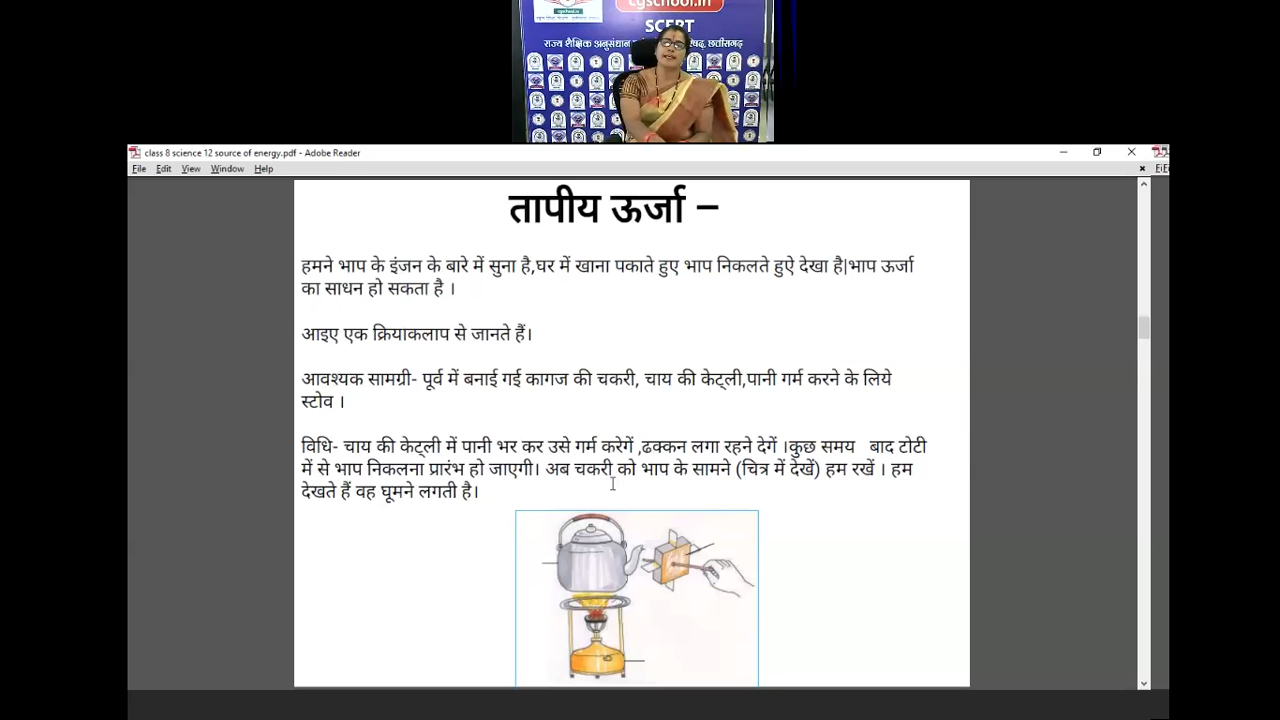 cgschool.in
cgschool.in
SCERT
class 8 science 12 source of energy.pdf - Adobe Reader
File Edit View Window Help
तापीय ऊर्जा –
हमने भाप के इंजन के बारे में सुना है,घर में खाना पकाते हुए भाप निकलते हुऐ देखा है|भाप ऊर्जा
का साधन हो सकता है ।
आइए एक क्रियाकलाप से जानते हैं।
आवश्यक सामग्री- पूर्व में बनाई गई कागज की चकरी, चाय की केट्ली,पानी गर्म करने के लिये
स्टोव ।
विधि- चाय की केट्ली में पानी भर कर उसे गर्म करेगें ,ढक्कन लगा रहने देगें ।कुछ समय बाद टोटी
में से भाप निकलना प्रारंभ हो जाएगी। अब चकरी को भाप के सामने (चित्र में देखें) हम रखें । हम
देखते हैं वह घूमने लगती है।